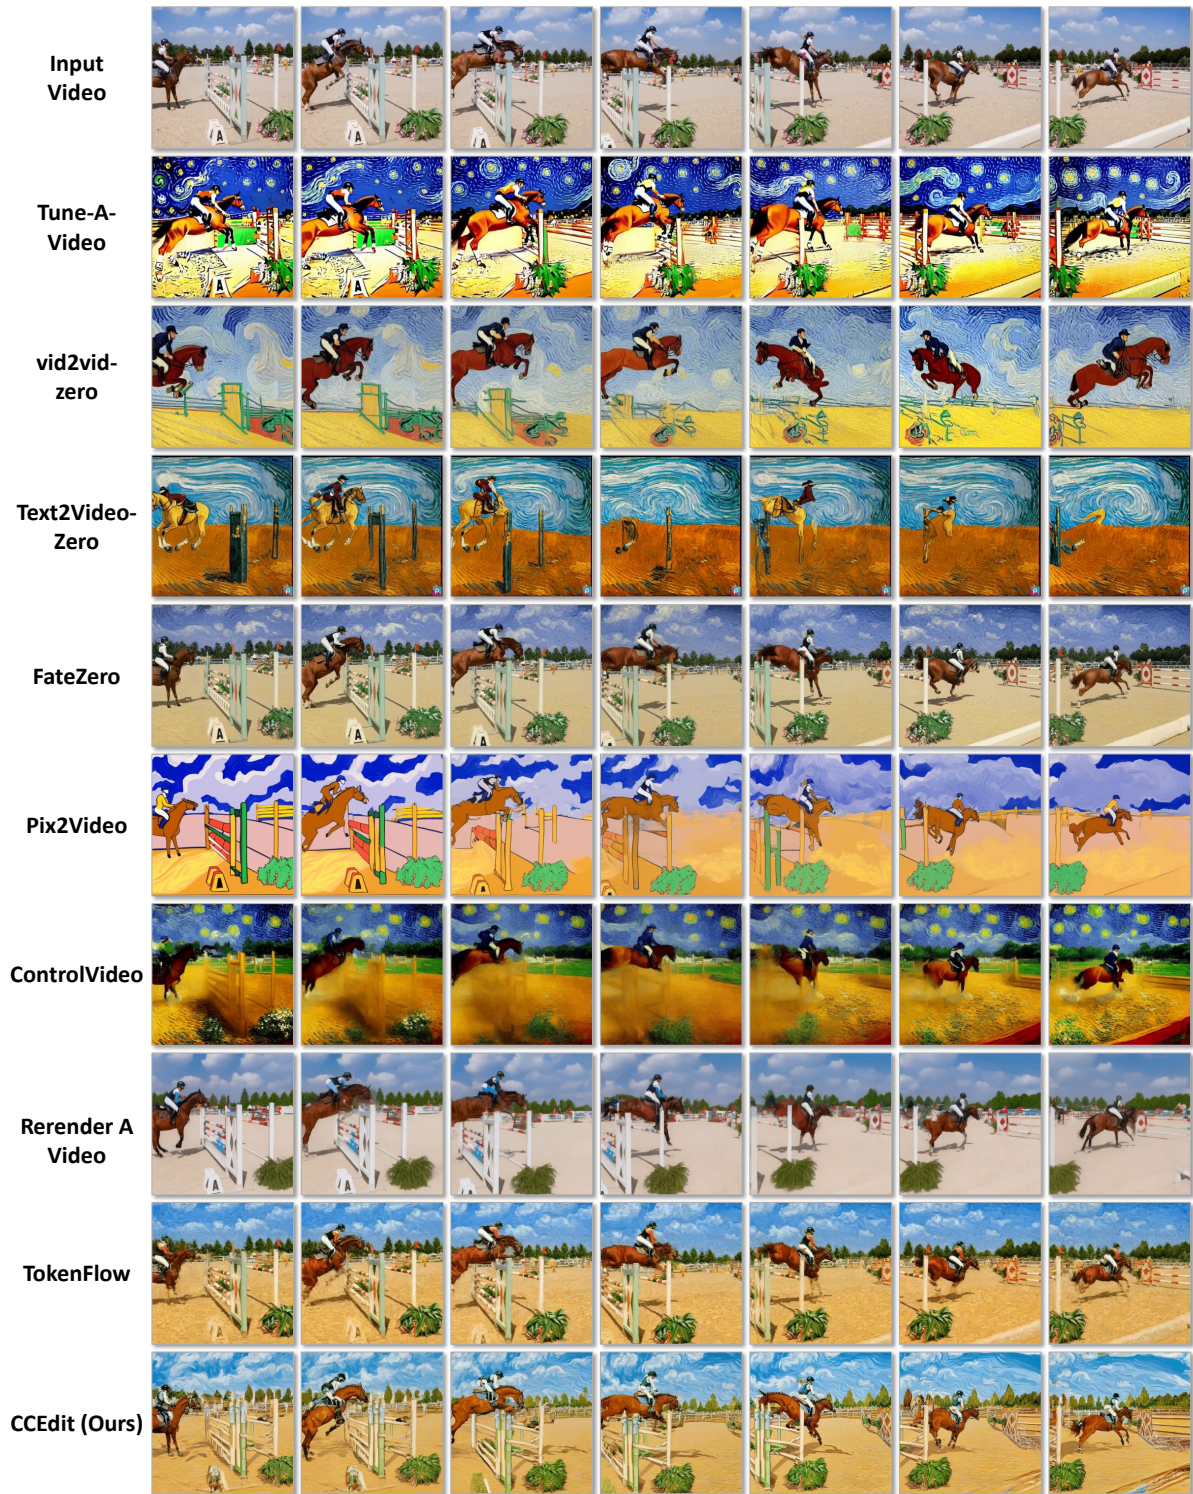 Input
Video
Tune-A-
Video
vid2vid-
zero
Text2Video-
Zero
FateZero
Pix2Video
ControlVideo
Rerender A
Video
TokenFlow
CCEdit (Ours)
A
A
A
A
A
A
A
A
A